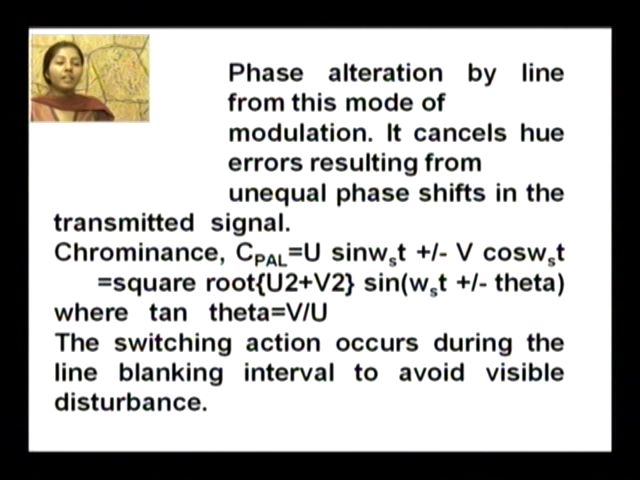 Phase alteration by line
from this mode of
modulation. It cancels hue
errors resulting from
unequal phase shifts in the
transmitted signal.
Chrominance, CPAL=U sinwst +/- V coswst
=square root{U2+V2} sin(wst +/- theta)
where tan theta=V/U
The switching action occurs during the
line blanking interval to avoid visible
disturbance.